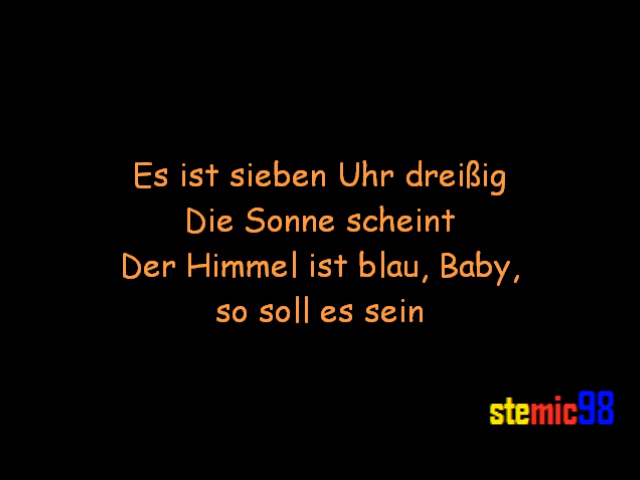 Es ist sieben Uhr dreißig
Die Sonne scheint
Der Himmel ist blau, Baby,
so soll es sein
stemic98